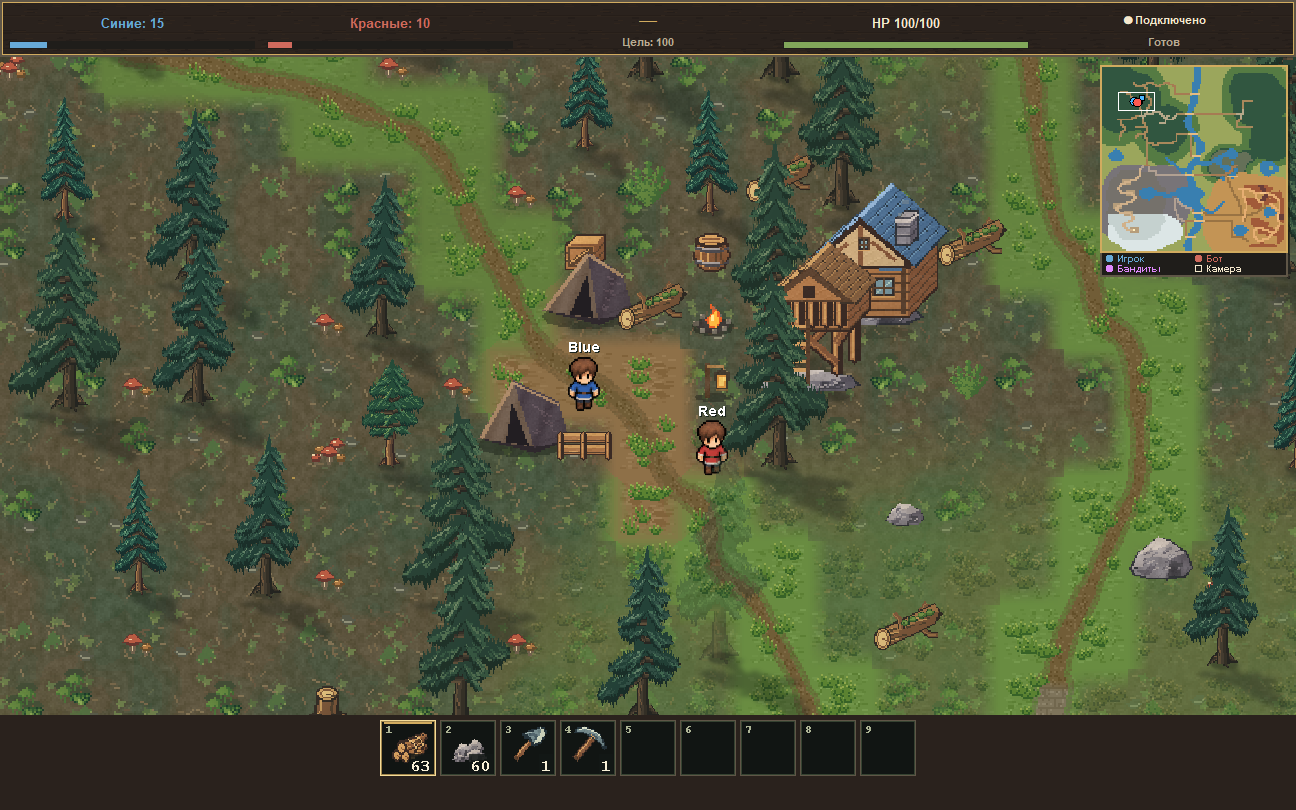 Синие: 15
Красные: 10
—
Цель: 100
HP 100/100
Подключено
Готов
Игрок
Бот
Бандиты
Камера
Blue
Red
1
63
2
60
3
1
4
1
5
6
7
8
9